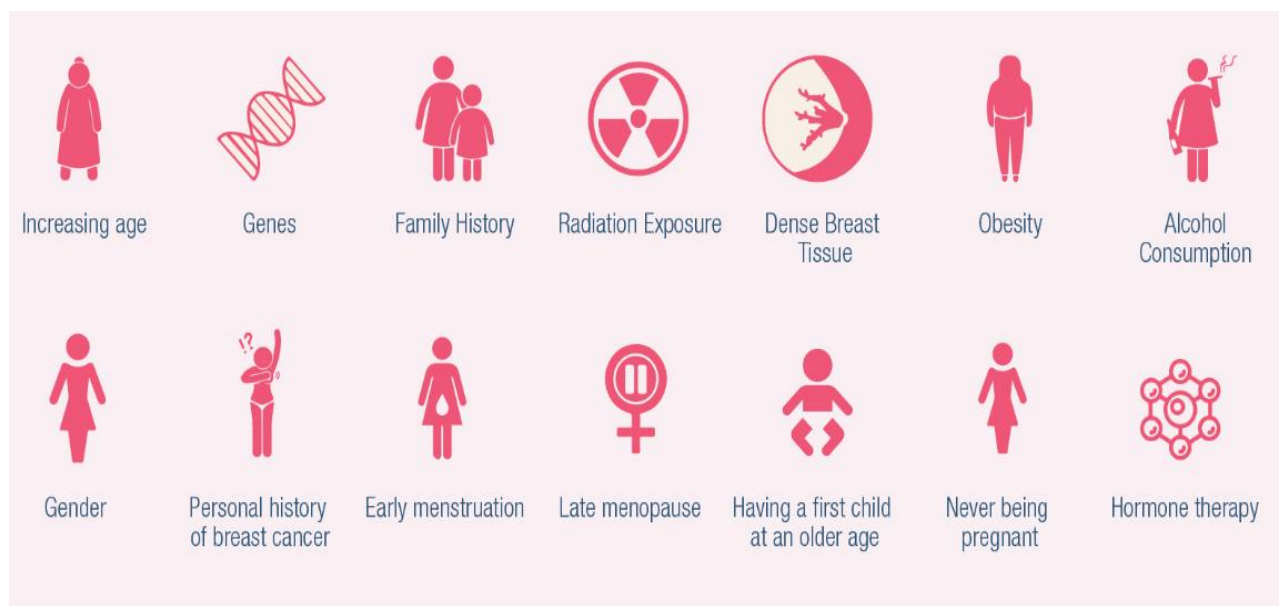 Increasing age
Genes
Family History
Radiation Exposure
Dense Breast
Tissue
Obesity
Alcohol
Consumption
!?
Gender
Personal history
of breast cancer
Early menstruation
Late menopause
Having a first child
at an older age
Never being
pregnant
Hormone therapy